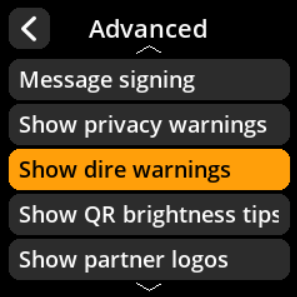 Advanced
Message signing
Show privacy warnings
Show dire warnings
Show QR brightness tips
Show partner logos